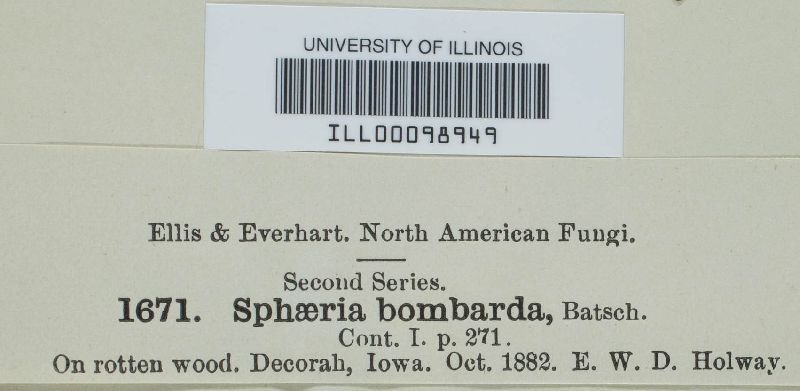 UNIVERSITY OF ILLINOIS
ILL00098949
Ellis & Everhart. North American Fungi.
Second Series.
1671. Sphæria bombarda, Batsch.
Cont. I. p. 271.
On rotten wood. Decorah, Iowa. Oct. 1882. E. W. D. Holway.